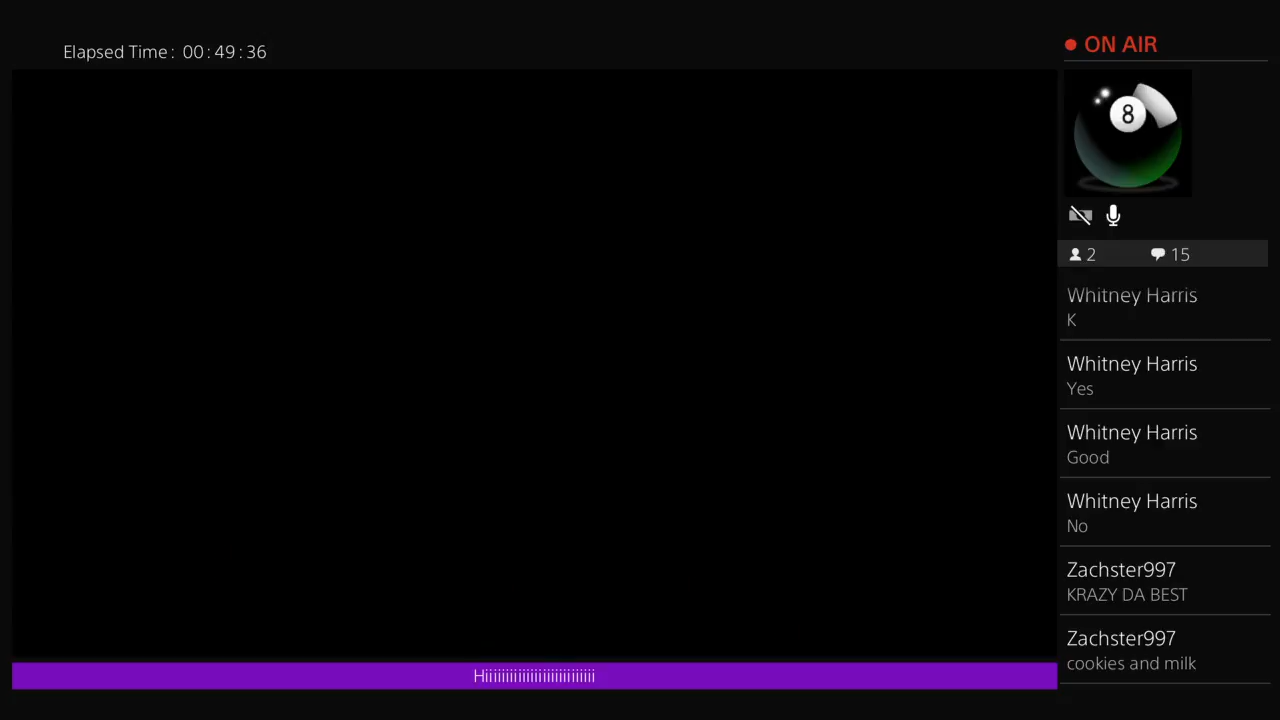 Elapsed Time: 00:49:36
ON AIR
8
2 15
Whitney Harris
K
Whitney Harris
Yes
Whitney Harris
Good
Whitney Harris
No
Zachster997
KRAZY DA BEST
Zachster997
cookies and milk
Hiiiiiiiiiiiiiiiiiiiiiiiiii